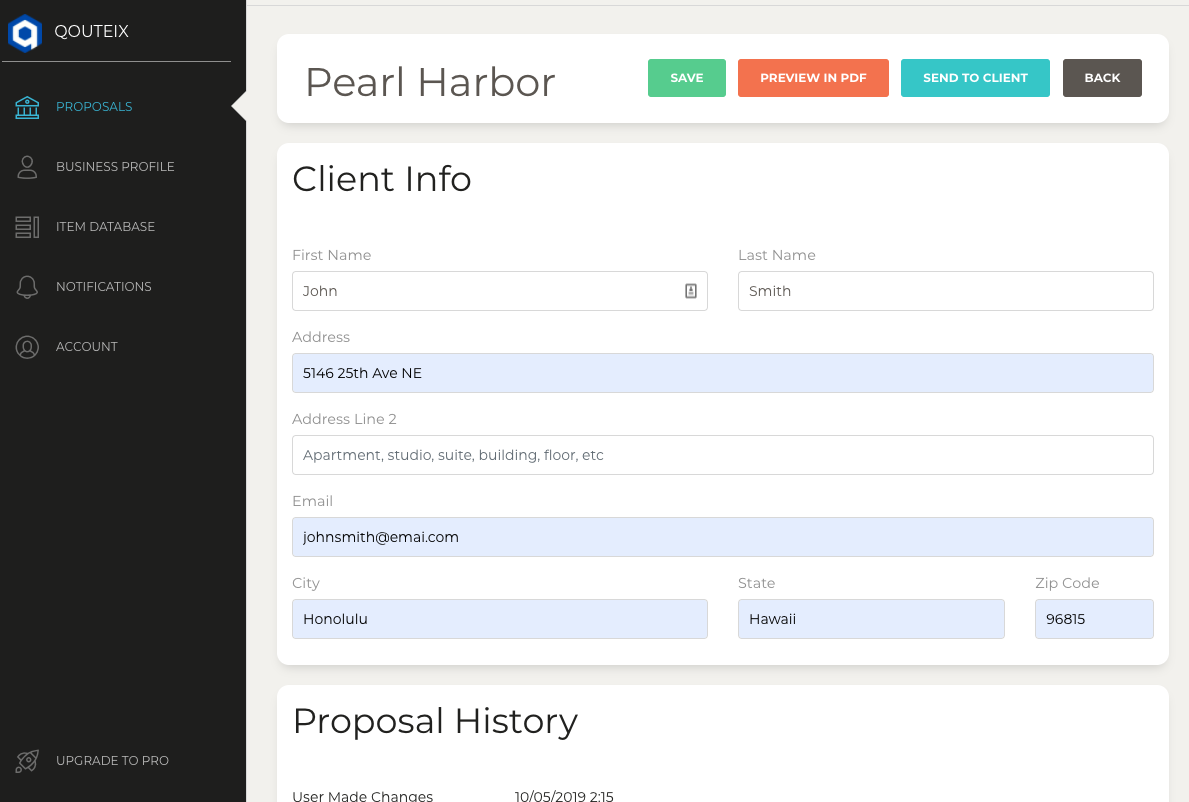 QOUTEIX
PROPOSALS
BUSINESS PROFILE
ITEM DATABASE
NOTIFICATIONS
ACCOUNT
UPGRADE TO PRO
Pearl Harbor
SAVE
PREVIEW IN PDF
SEND TO CLIENT
BACK
Client Info
First Name
John
Last Name
Smith
Address
5146 25th Ave NE
Address Line 2
Apartment, studio, suite, building, floor, etc
Email
johnsmith@emai.com
City
Honolulu
State
Hawaii
Zip Code
96815
Proposal History
User Made Changes 10/05/2019 2:15